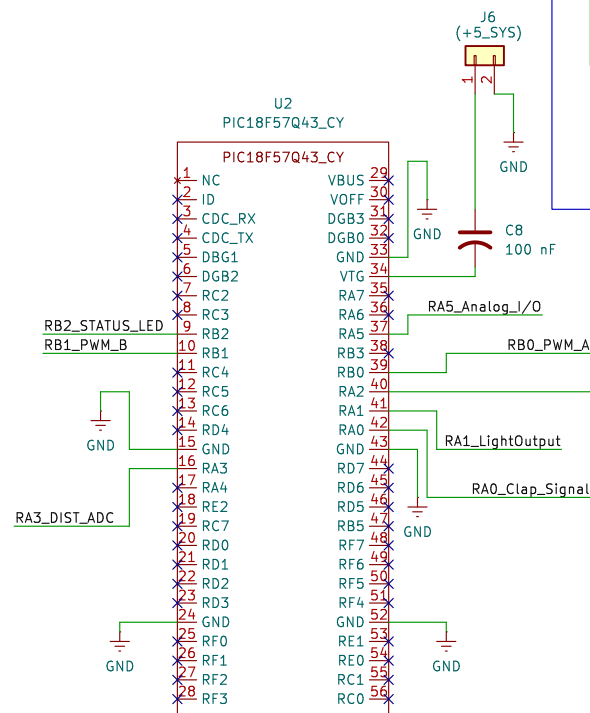 J6
(+5_SYS)
1
2
GND
U2
PIC18F57Q43_CY
PIC18F57Q43_CY
1 NC
2 ID
3 CDC_RX
4 CDC_TX
5 DBG1
6 DGB2
7 RC2
8 RC3
RB2_STATUS_LED 9 RB2
RB1_PWM_B 10 RB1
11 RC4
12 RC5
13 RC6
14 RD4
GND
15 GND
16 RA3
17 RA4
18 RE2
RA3_DIST_ADC
19 RC7
20 RD0
21 RD1
22 RD2
23 RD3
24 GND
25 RF0
GND
26 RF1
27 RF2
28 RF3
VBUS 29
VOFF 30
DGB3 31
DGB0 32
GND
GND 33
VTG 34
C8
100 nF
RA7 35
RA6 36
RA5_Analog_I/O
RA5 37
RB3 38
RB0_PWM_A
RB0 39
RA2 40
RA1 41
RA0 42
RA1_LightOutput
GND 43
RD7 44
RD6 45
RA0_Clap_Signal
RD5 46
RB5 47
GND
RF7 48
RF6 49
RF5 50
RF4 51
GND 52
RE1 53
RE0 54
GND
RC1 55
RC0 56